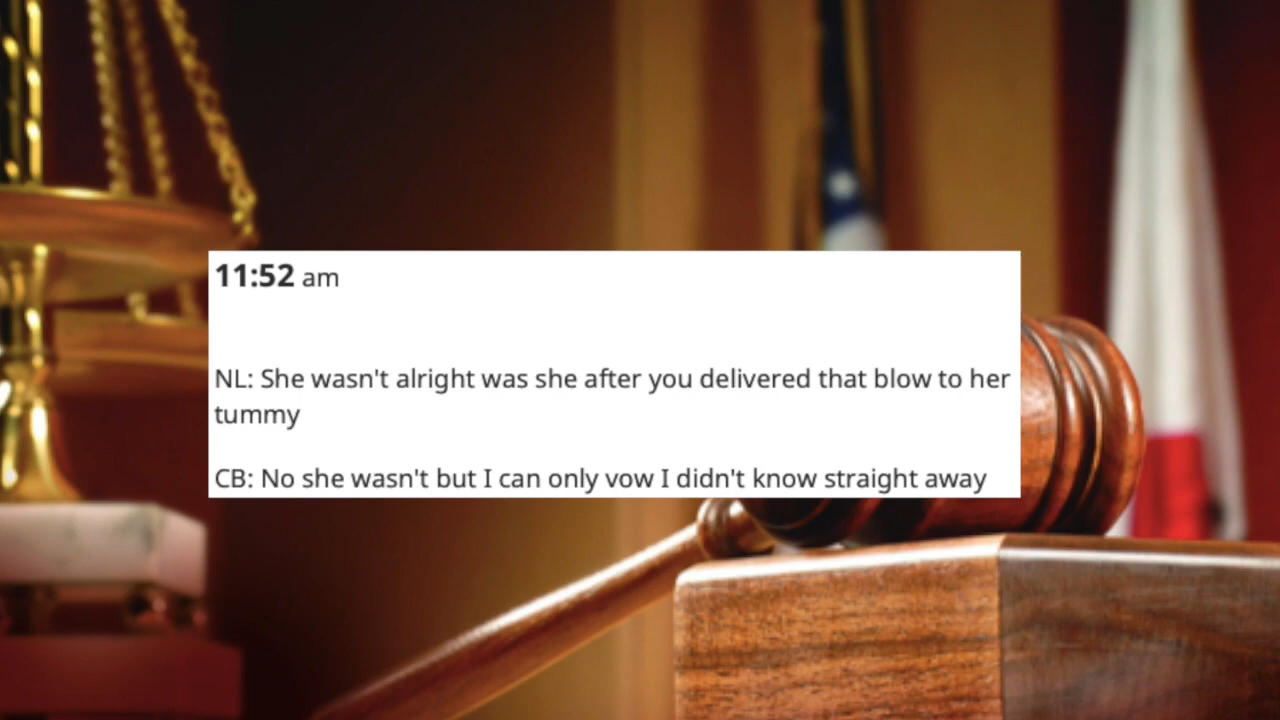 11:52 am
NL: She wasn't alright was she after you delivered that blow to her
tummy
CB: No she wasn't but I can only vow I didn't know straight away